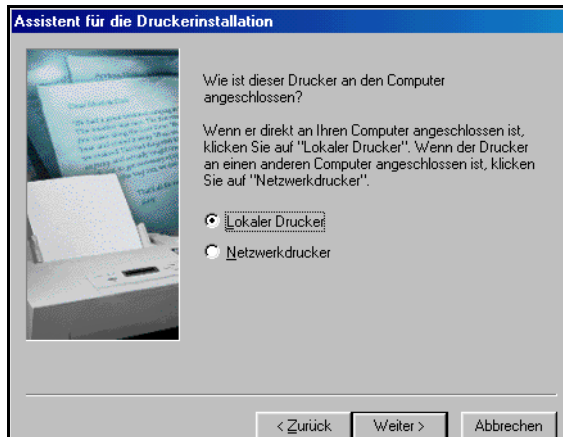 Assistent für die Druckerinstallation
Wie ist dieser Drucker an den Computer
angeschlossen?
Wenn er direkt an Ihren Computer angeschlossen ist,
klicken Sie auf "Lokaler Drucker". Wenn der Drucker
an einen anderen Computer angeschlossen ist, klicken
Sie auf "Netzwerkdrucker".
Lokaler Drucker
Netzwerkdrucker
< Zurück
Weiter >
Abbrechen